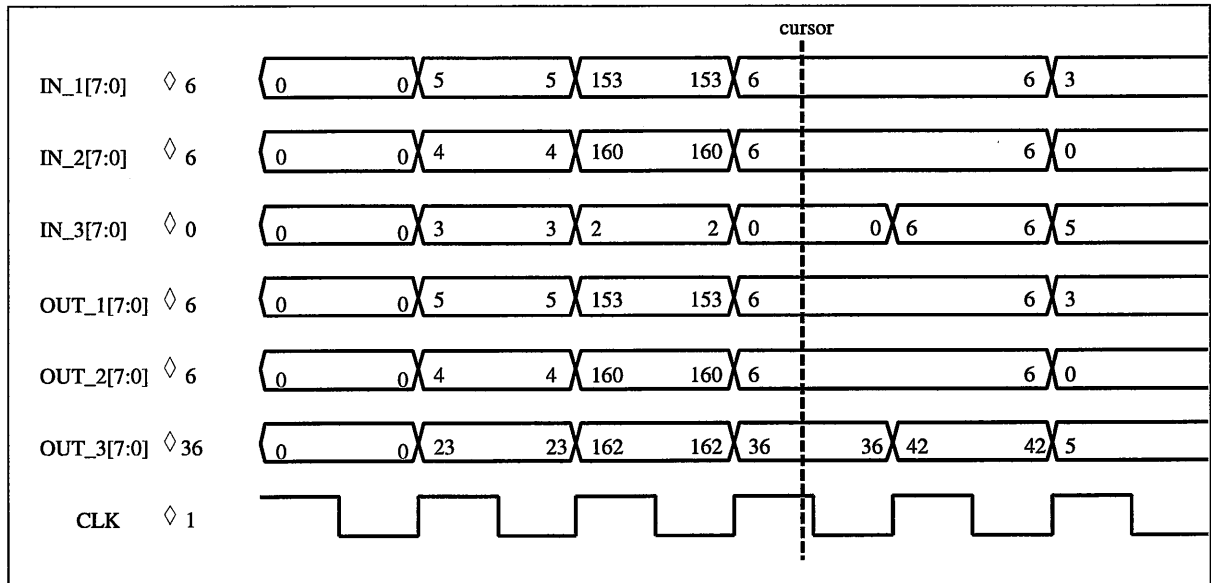 cursor
IN_1[7:0] ◊ 6 0 0 5 5 153 153 6 6 3
IN_2[7:0] ◊ 6 0 0 4 4 160 160 6 6 0
IN_3[7:0] ◊ 0 0 0 3 3 2 2 0 0 6 6 5
OUT_1[7:0] ◊ 6 0 0 5 5 153 153 6 6 3
OUT_2[7:0] ◊ 6 0 0 4 4 160 160 6 6 0
OUT_3[7:0] ◊ 36 0 0 23 23 162 162 36 36 42 42 5
CLK ◊ 1